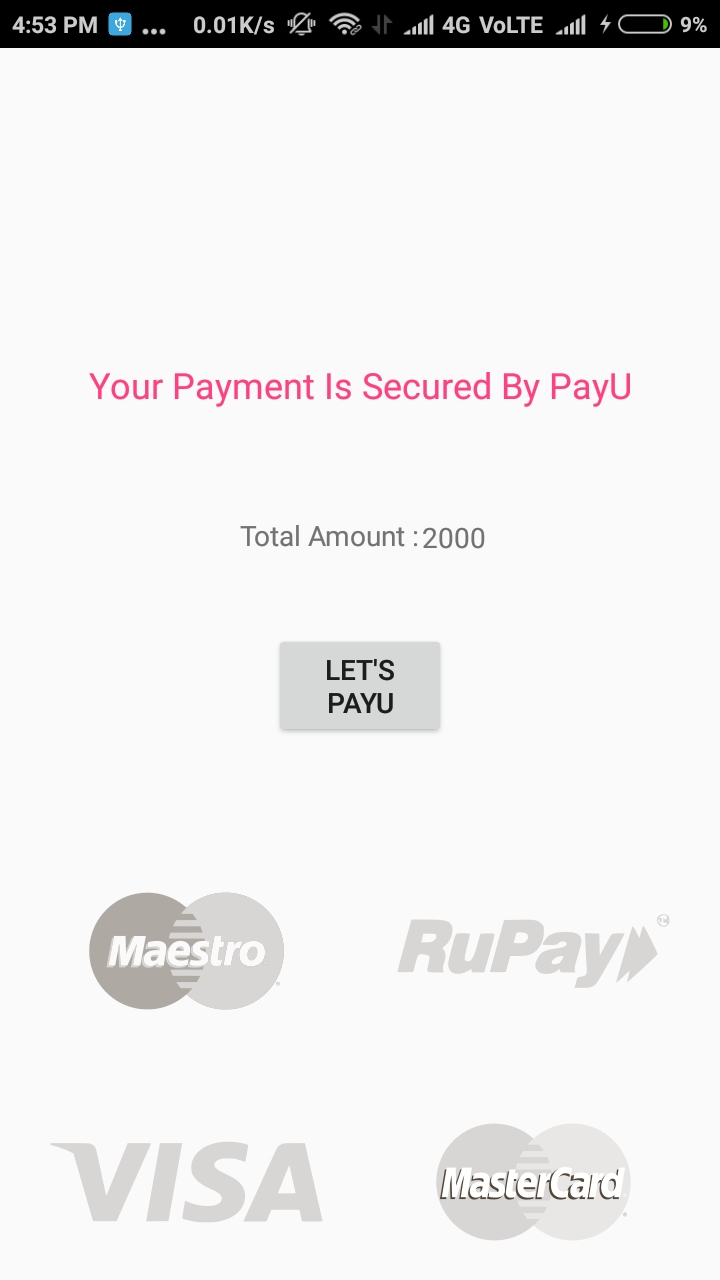 4:53 PM ... 0.01K/s 4G VoLTE 9%
Your Payment Is Secured By PayU
Total Amount : 2000
LET'S
PAYU
Maestro RuPay
VISA MasterCard